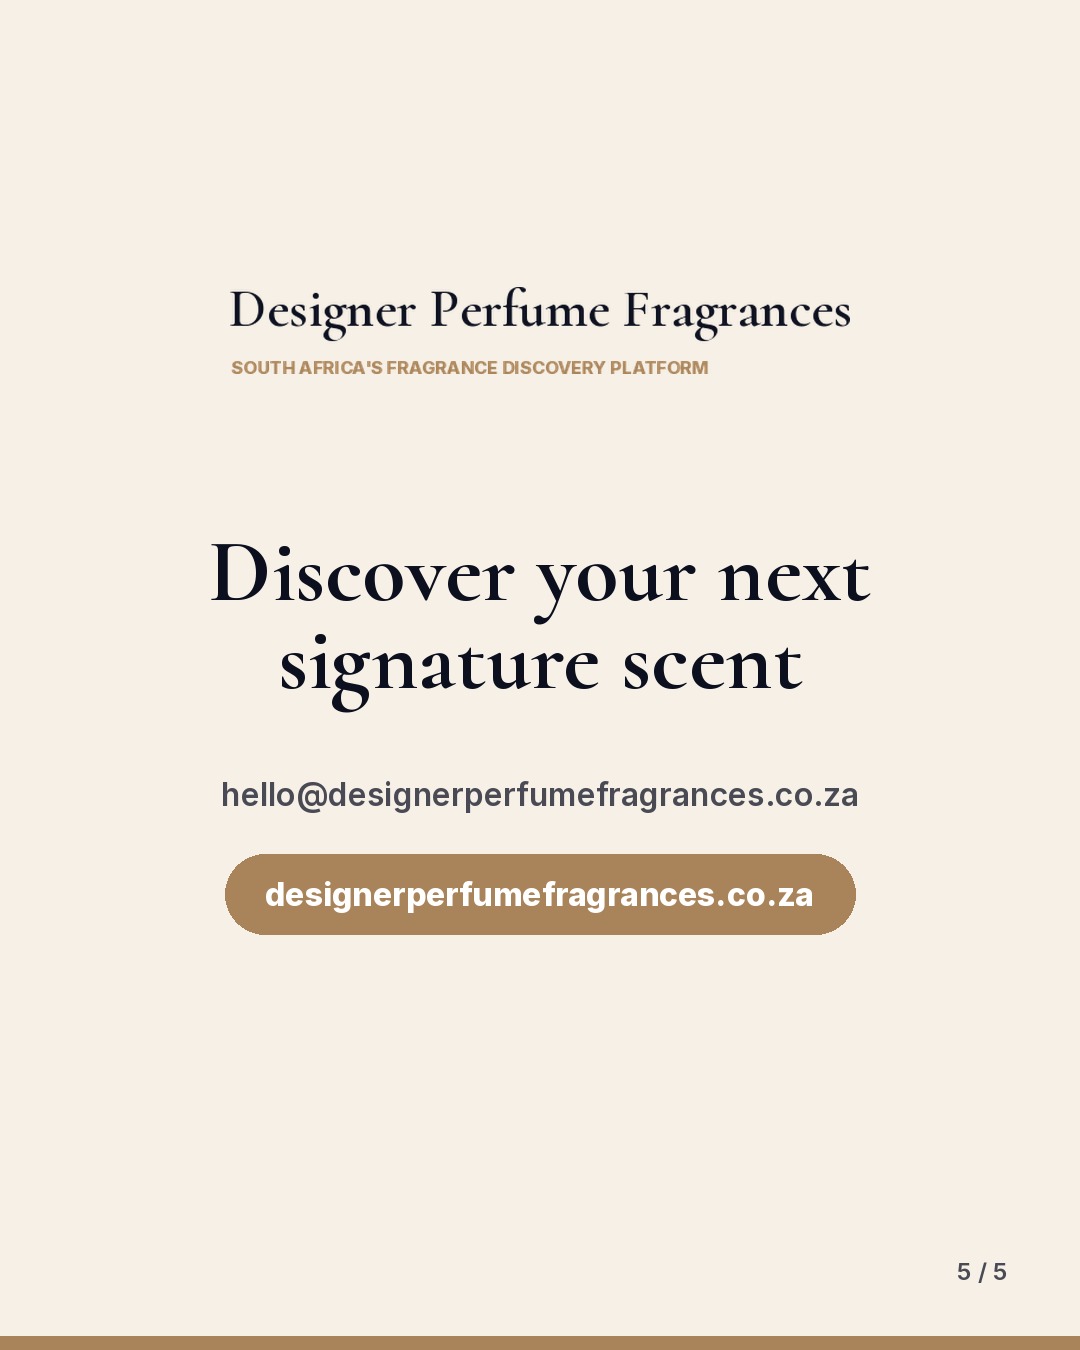 Designer Perfume Fragrances
SOUTH AFRICA'S FRAGRANCE DISCOVERY PLATFORM
Discover your next
signature scent
hello@designerperfumefragrances.co.za
designerperfumefragrances.co.za
5 / 5